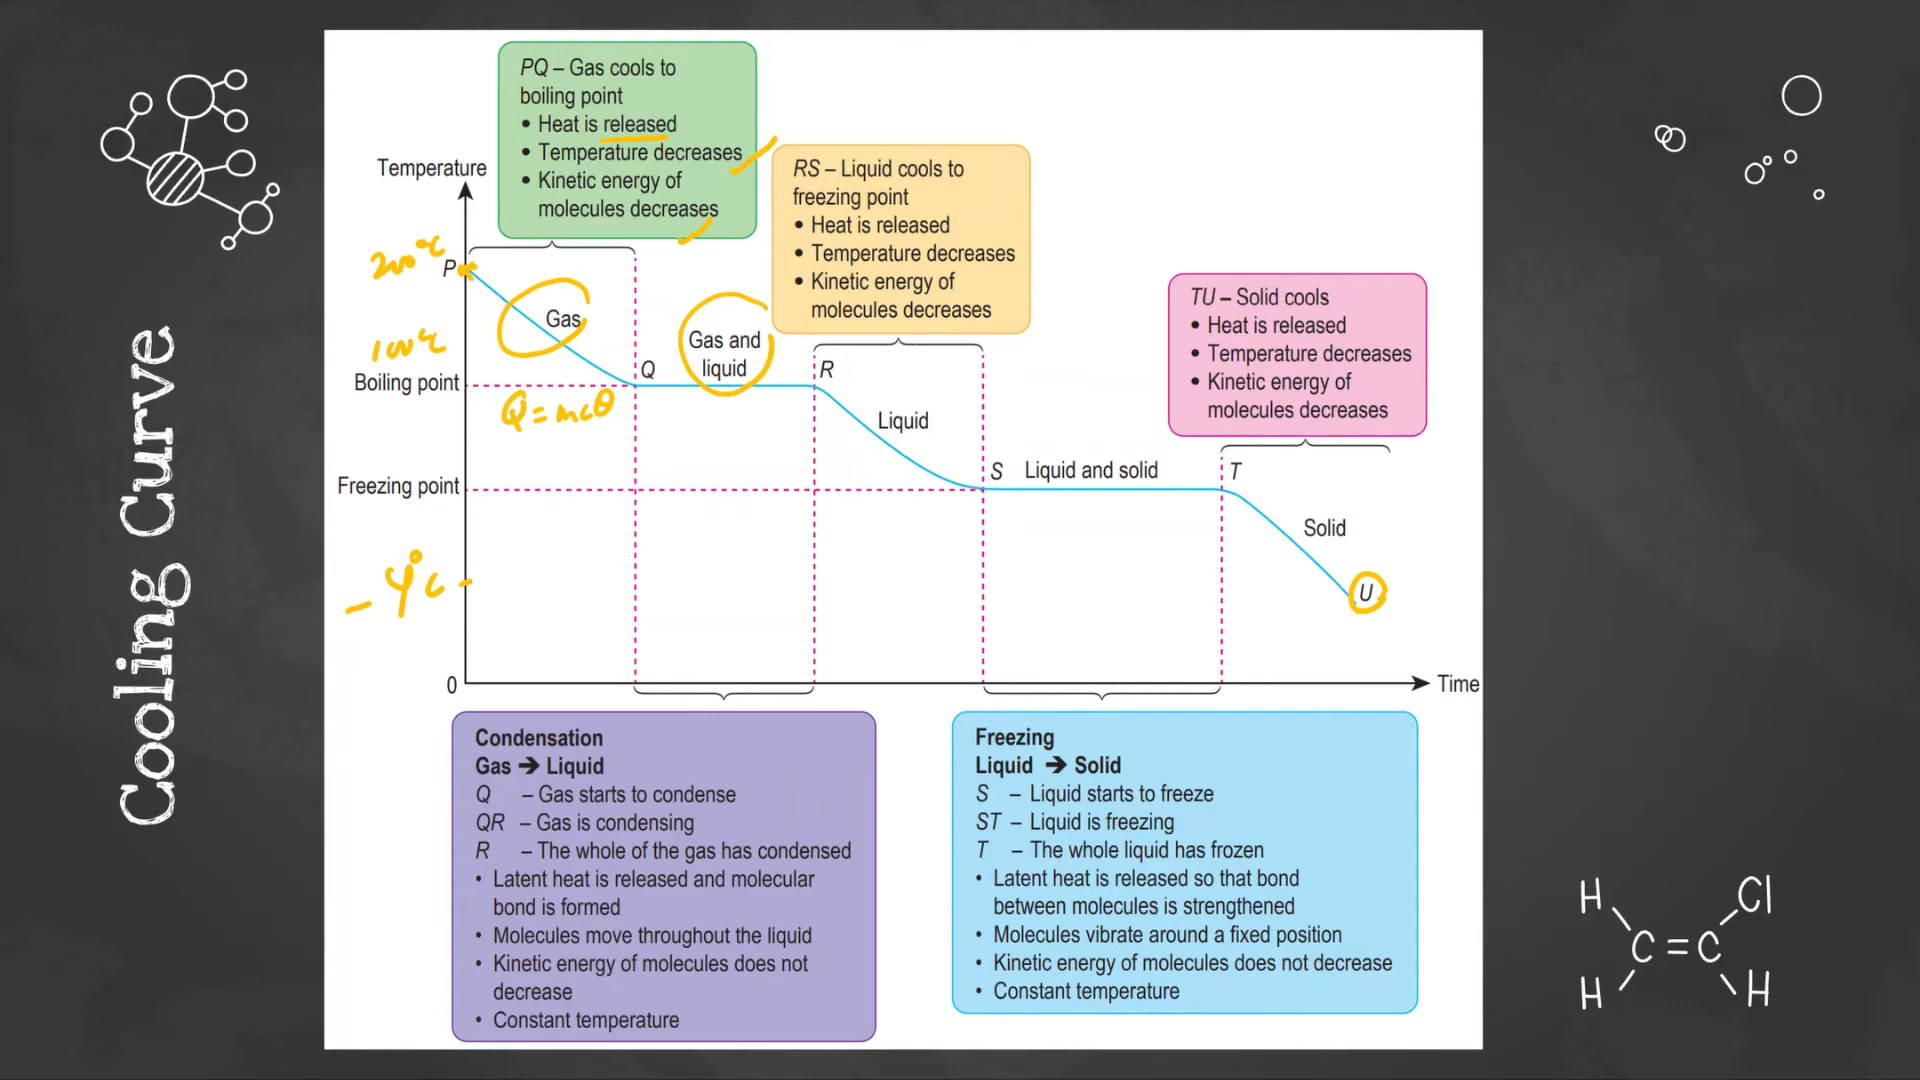 Cooling Curve
PQ – Gas cools to
boiling point
• Heat is released
• Temperature decreases
• Kinetic energy of
molecules decreases
RS – Liquid cools to
freezing point
• Heat is released
• Temperature decreases
• Kinetic energy of
molecules decreases
TU – Solid cools
• Heat is released
• Temperature decreases
• Kinetic energy of
molecules decreases
Temperature
200°C
P
Gas
100°C
Boiling point
Q
Gas and
liquid
R
Q = mcθ
Liquid
Freezing point
S
Liquid and solid
T
Solid
- 4°C
U
0
Time
Condensation
Gas ➔ Liquid
Q – Gas starts to condense
QR – Gas is condensing
R – The whole of the gas has condensed
• Latent heat is released and molecular
bond is formed
• Molecules move throughout the liquid
• Kinetic energy of molecules does not
decrease
• Constant temperature
Freezing
Liquid ➔ Solid
S – Liquid starts to freeze
ST – Liquid is freezing
T – The whole liquid has frozen
• Latent heat is released so that bond
between molecules is strengthened
• Molecules vibrate around a fixed position
• Kinetic energy of molecules does not decrease
• Constant temperature
H Cl
C = C
H H